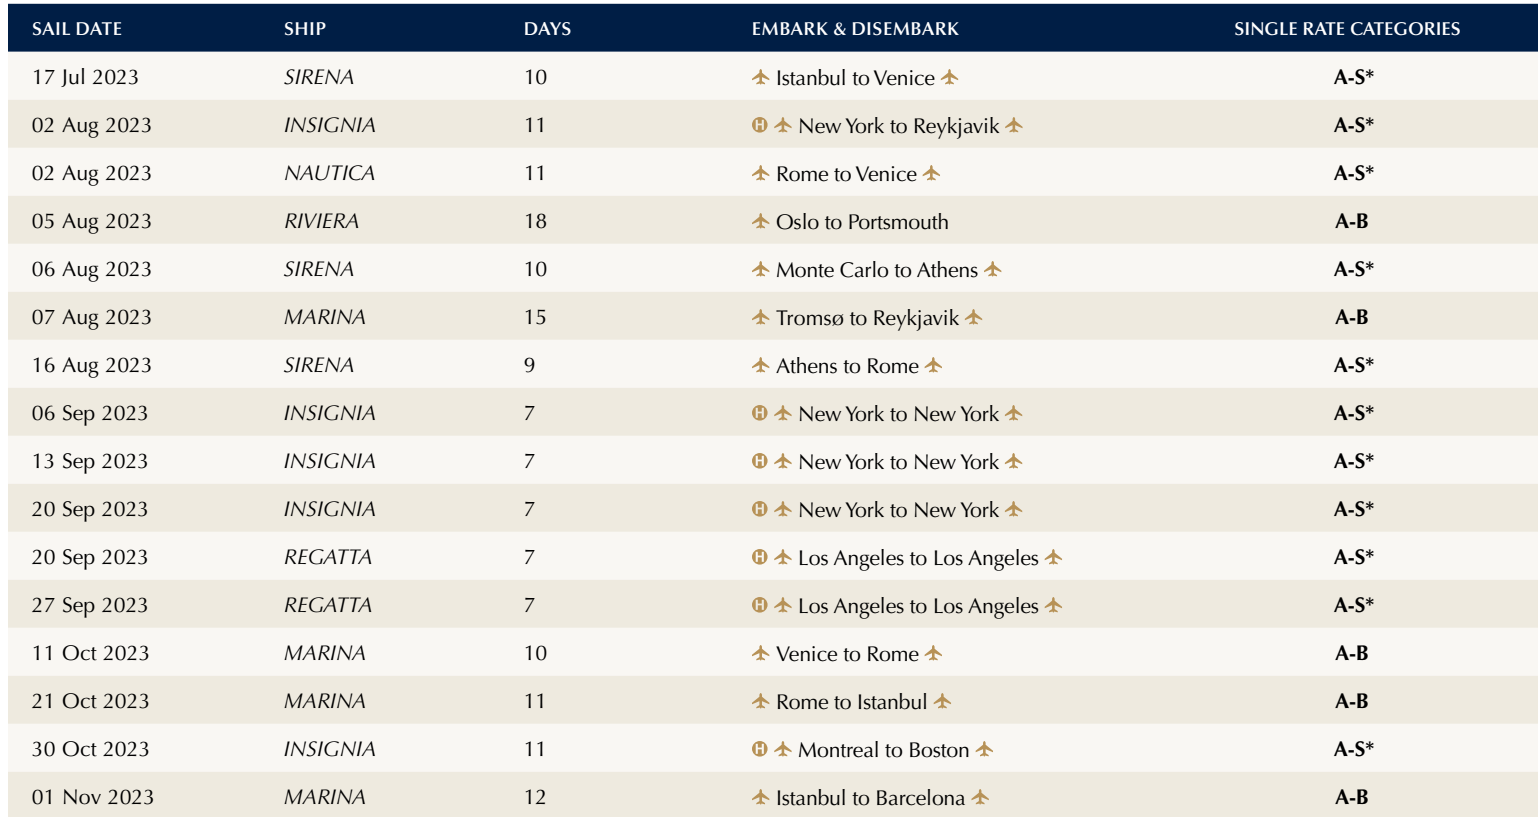 SAIL DATE SHIP DAYS EMBARK & DISEMBARK SINGLE RATE CATEGORIES
17 Jul 2023 SIRENA 10 Istanbul to Venice A-S*
02 Aug 2023 INSIGNIA 11 H New York to Reykjavik A-S*
02 Aug 2023 NAUTICA 11 Rome to Venice A-S*
05 Aug 2023 RIVIERA 18 Oslo to Portsmouth A-B
06 Aug 2023 SIRENA 10 Monte Carlo to Athens A-S*
07 Aug 2023 MARINA 15 Tromsø to Reykjavik A-B
16 Aug 2023 SIRENA 9 Athens to Rome A-S*
06 Sep 2023 INSIGNIA 7 H New York to New York A-S*
13 Sep 2023 INSIGNIA 7 H New York to New York A-S*
20 Sep 2023 INSIGNIA 7 H New York to New York A-S*
20 Sep 2023 REGATTA 7 H Los Angeles to Los Angeles A-S*
27 Sep 2023 REGATTA 7 H Los Angeles to Los Angeles A-S*
11 Oct 2023 MARINA 10 Venice to Rome A-B
21 Oct 2023 MARINA 11 Rome to Istanbul A-B
30 Oct 2023 INSIGNIA 11 H Montreal to Boston A-S*
01 Nov 2023 MARINA 12 Istanbul to Barcelona A-B